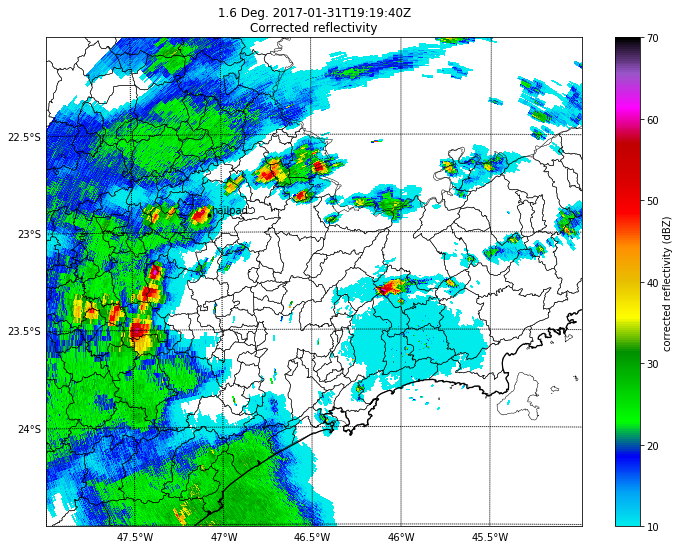 1.6 Deg. 2017-01-31T19:19:40Z
Corrected reflectivity
22.5°S
23°S
23.5°S
24°S
47.5°W
47°W
46.5°W
46°W
45.5°W
70
60
50
40
30
20
10
corrected reflectivity (dBZ)